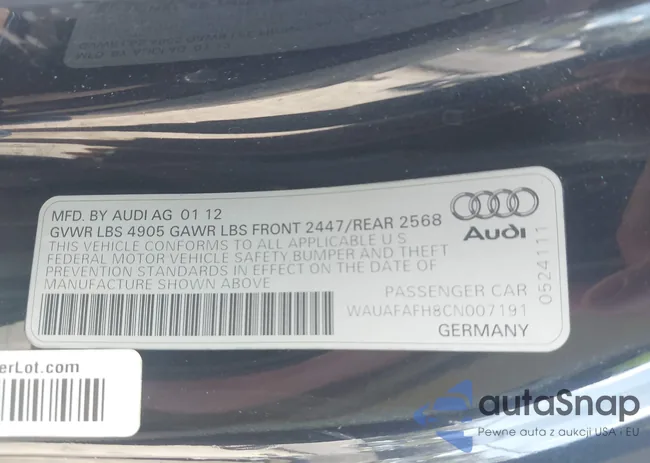 MFD. BY AUDI AG 01 12
GVWR LBS 4905 GAWR LBS FRONT 2447/REAR 2568
THIS VEHICLE CONFORMS TO ALL APPLICABLE U S
FEDERAL MOTOR VEHICLE SAFETY BUMPER AND THEFT
PREVENTION STANDARDS IN EFFECT ON THE DATE OF
MANUFACTURE SHOWN ABOVE
Audi
PASSENGER CAR
WAUAFAFH8CN007191
GERMANY
0524111
erLot.com
autoSnap
Pewne auto z aukcji USA - EU